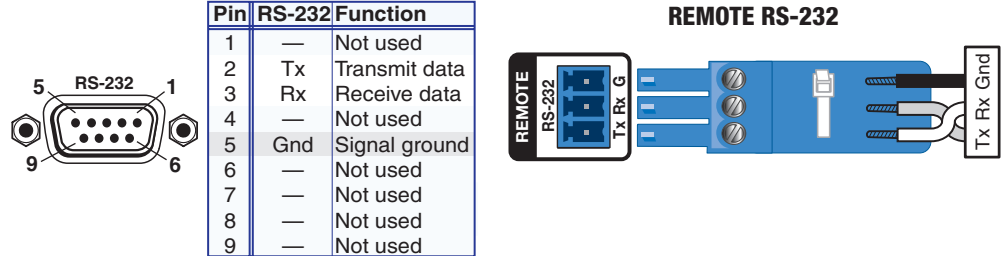 RS-232
5 1
9 6
Pin RS-232 Function
1 — Not used
2 Tx Transmit data
3 Rx Receive data
4 — Not used
5 Gnd Signal ground
6 — Not used
7 — Not used
8 — Not used
9 — Not used
REMOTE RS-232
REMOTE
RS-232
Tx Rx G
Tx Rx Gnd